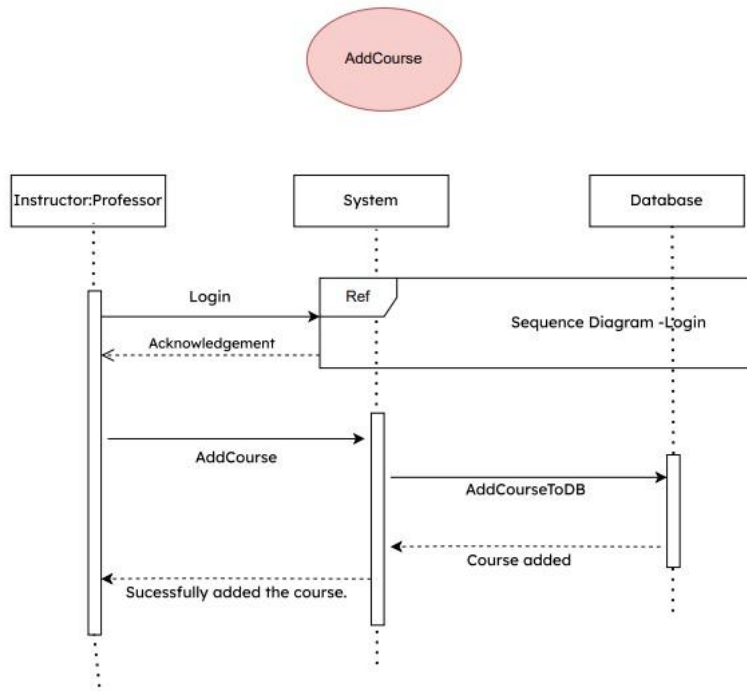 AddCourse
Instructor:Professor
System
Database
Login
Ref
Sequence Diagram -Login
Acknowledgement
AddCourse
AddCourseToDB
Course added
Sucessfully added the course.